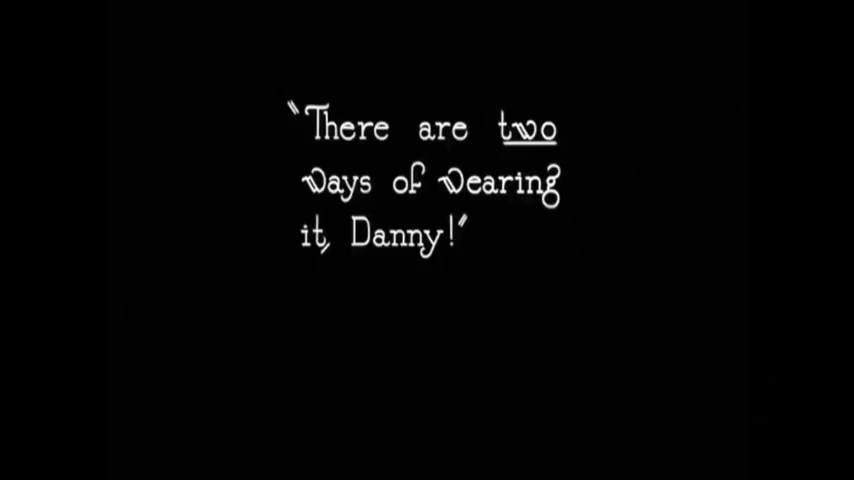 "There are two
ways of wearing
it, Danny!"